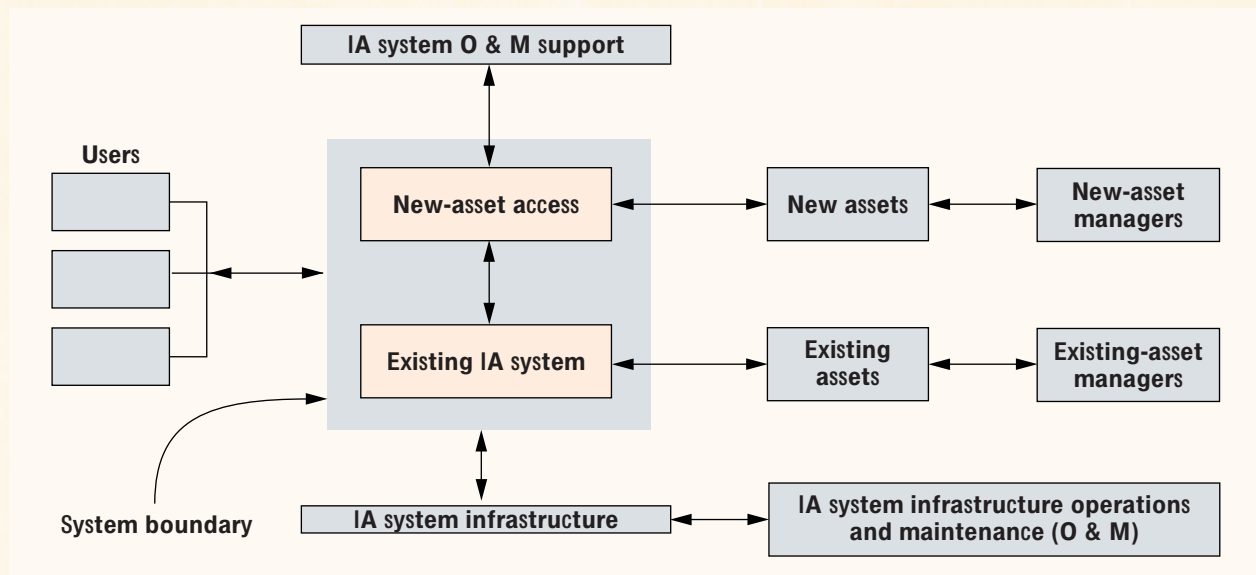 IA system O & M support
Users
New-asset access
New assets
New-asset
managers
Existing IA system
Existing
assets
Existing-asset
managers
System boundary
IA system infrastructure
IA system infrastructure operations
and maintenance (O & M)